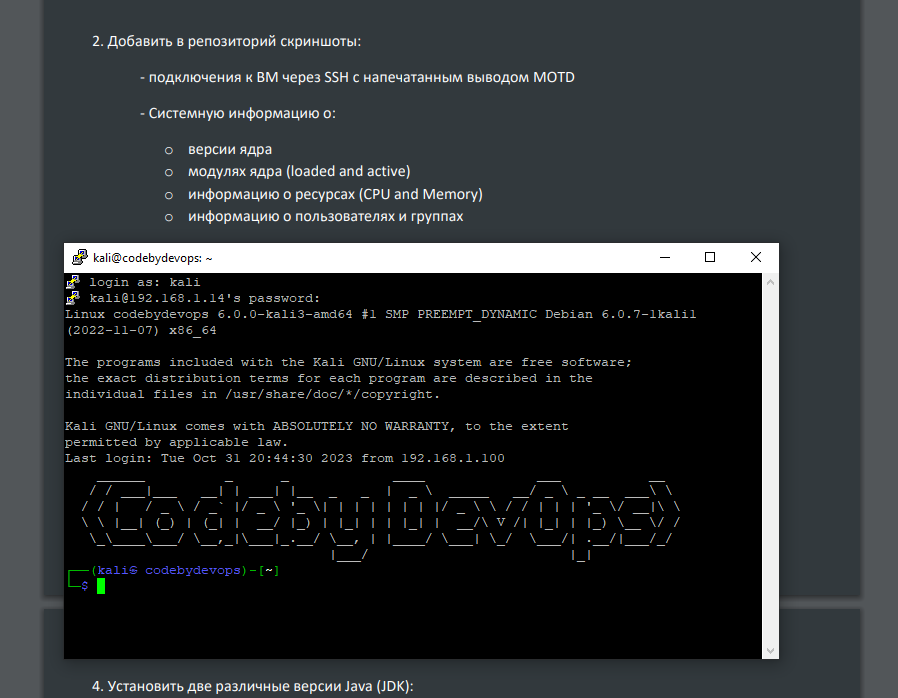 2. Добавить в репозиторий скриншоты:
- подключения к ВМ через SSH с напечатанным выводом MOTD
- Системную информацию о:
o версии ядра
o модулях ядра (loaded and active)
o информацию о ресурсах (CPU and Memory)
o информацию о пользователях и группах
kali@codebydevops: ~
login as: kali
kali@192.168.1.14's password:
Linux codebydevops 6.0.0-kali3-amd64 #1 SMP PREEMPT_DYNAMIC Debian 6.0.7-1kali1
(2022-11-07) x86_64
The programs included with the Kali GNU/Linux system are free software;
the exact distribution terms for each program are described in the
individual files in /usr/share/doc/*/copyright.
Kali GNU/Linux comes with ABSOLUTELY NO WARRANTY, to the extent
permitted by applicable law.
Last login: Tue Oct 31 20:44:30 2023 from 192.168.1.100
<Codeby DevOps>
┌──(kali㉿codebydevops)-[~]
└─$
4. Установить две различные версии Java (JDK):